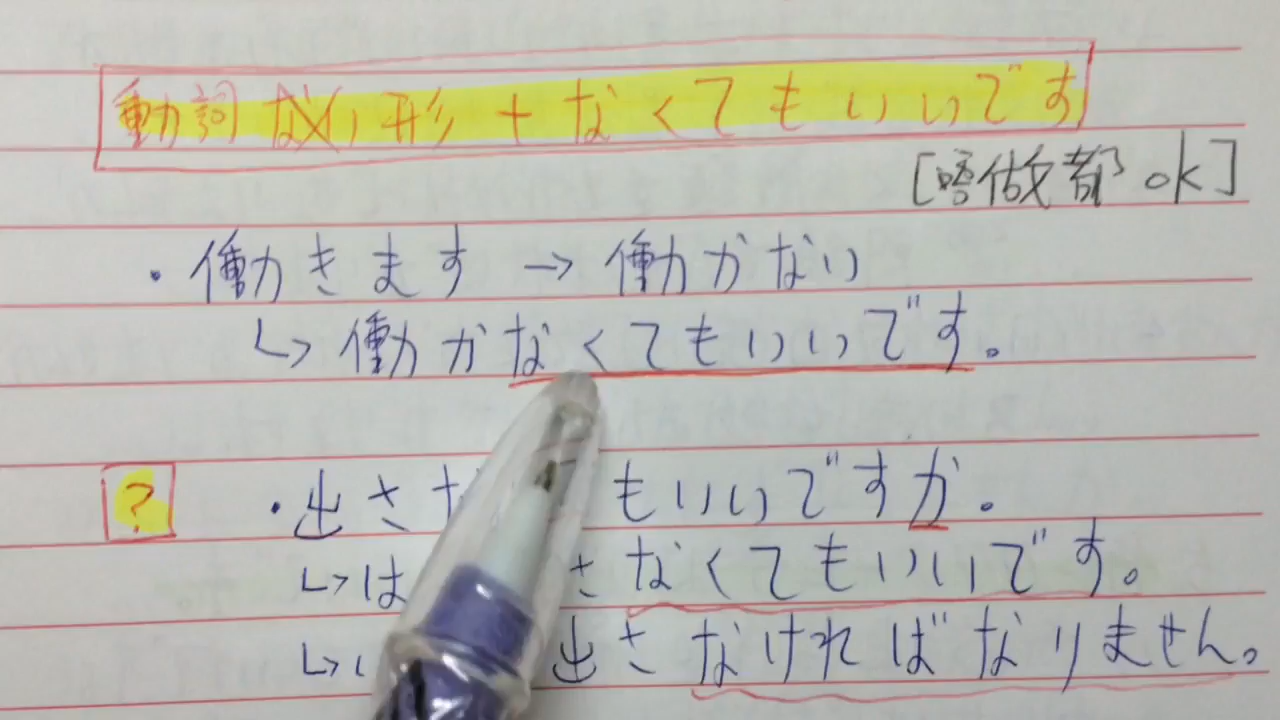 動詞 ない形 + なくてもいいです
[唔做都 ok]
・働きます → 働かない
↳ 働かなくてもいいです。
? ・出さ もいいですか。
↳は さなくてもいいです。
↳ 出さなければなりません。